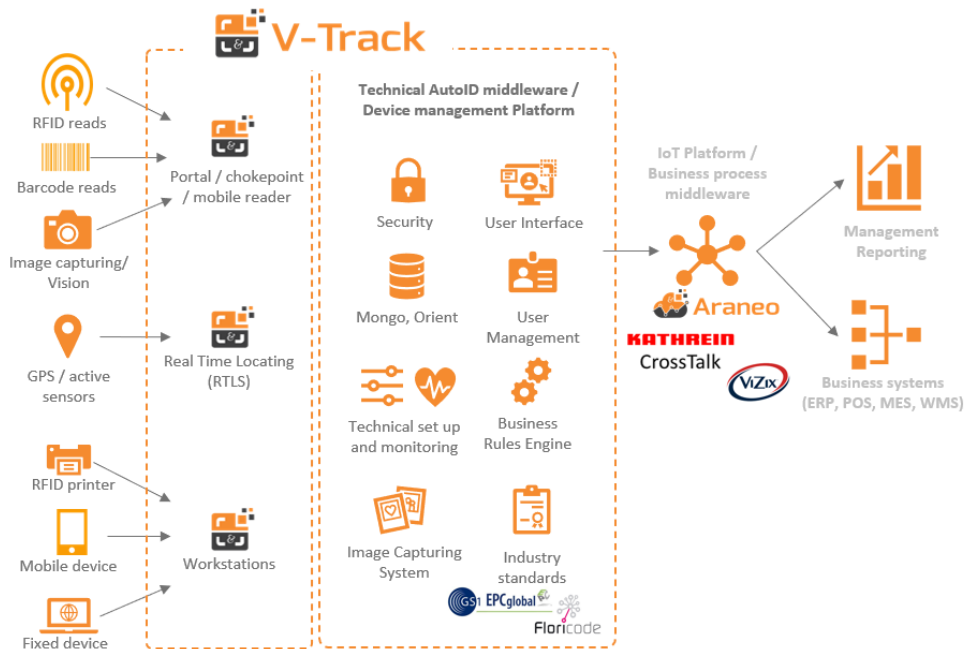 V-Track
RFID reads
Barcode reads
Image capturing/
Vision
GPS / active
sensors
RFID printer
Mobile device
Fixed device
L&J
Portal / chokepoint
/ mobile reader
L&J
Real Time Locating
(RTLS)
L&J
Workstations
L&J
Technical AutoID middleware /
Device management Platform
Security
User Interface
Mongo, Orient
User
Management
Technical set up
and monitoring
Business
Rules Engine
Image Capturing
System
Industry
standards
GS1 EPCglobal
Floricode
IoT Platform /
Business process
middleware
Araneo
KATHREIN
CrossTalk
ViZix
Management
Reporting
Business systems
(ERP, POS, MES, WMS)